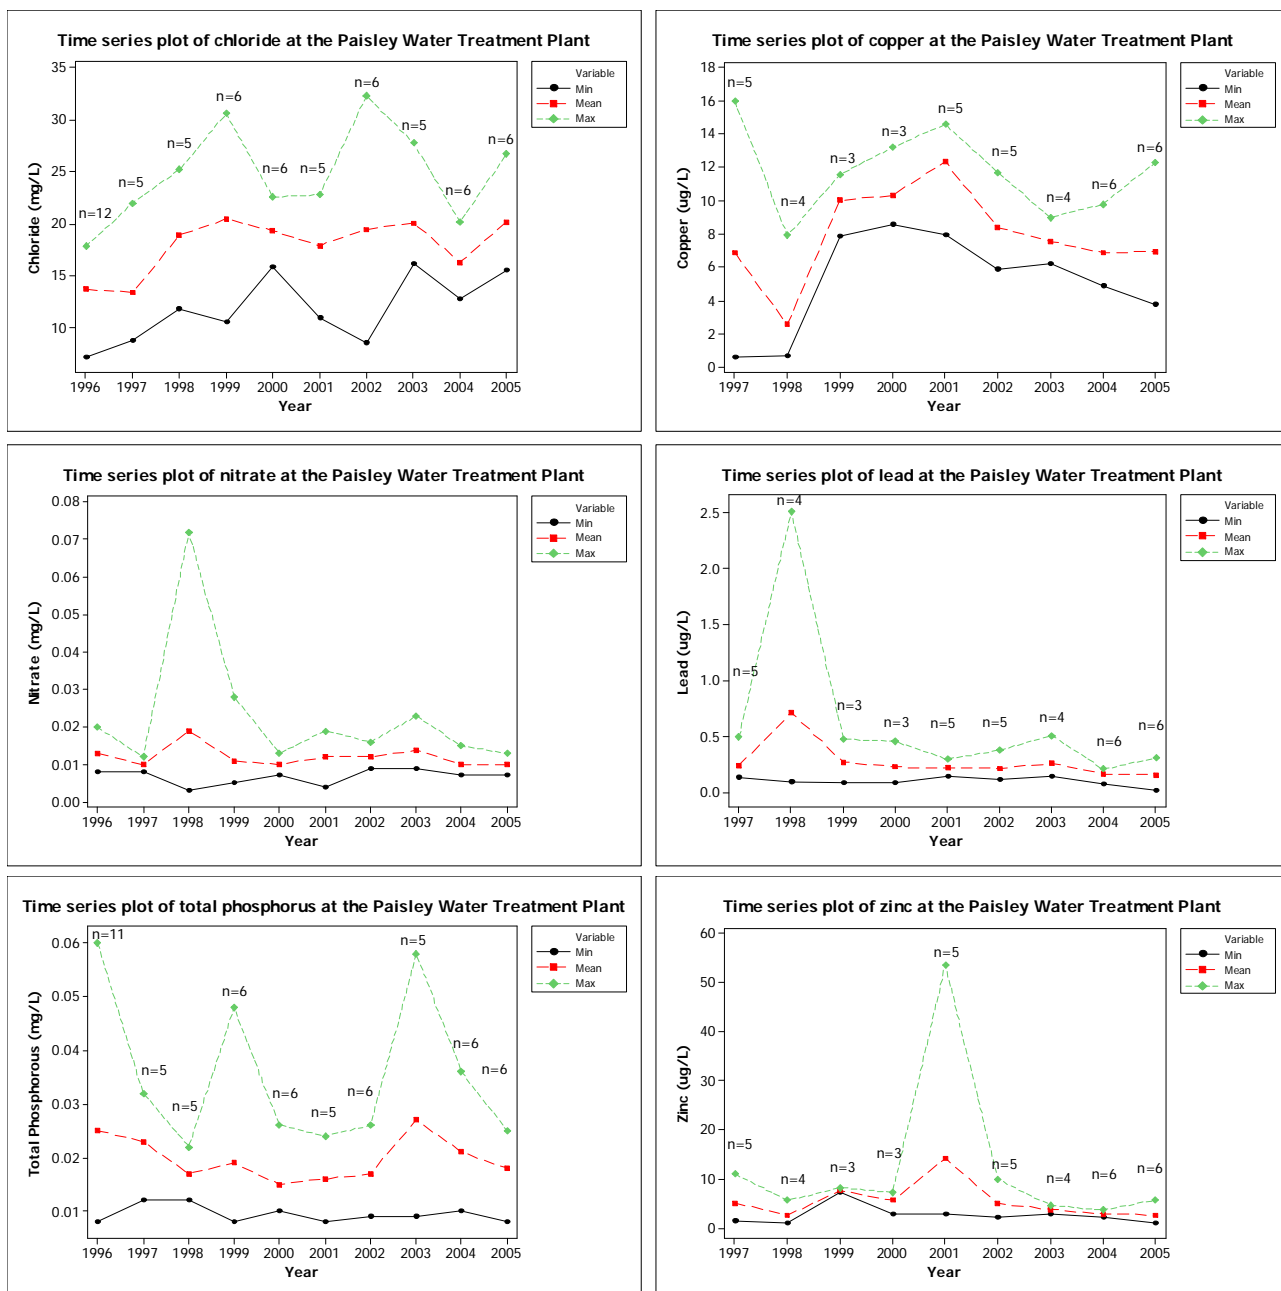 Time series plot of chloride at the Paisley Water Treatment Plant
Variable
Min
Mean
Max
Chloride (mg/L)
35
30
25
20
15
10
n=12
n=5
n=5
n=6
n=6
n=5
n=6
n=5
n=6
n=6
1996 1997 1998 1999 2000 2001 2002 2003 2004 2005
Year
Time series plot of copper at the Paisley Water Treatment Plant
Variable
Min
Mean
Max
Copper (ug/L)
18
16
14
12
10
8
6
4
2
0
n=5
n=4
n=3
n=3
n=5
n=5
n=4
n=6
n=6
1997 1998 1999 2000 2001 2002 2003 2004 2005
Year
Time series plot of nitrate at the Paisley Water Treatment Plant
Variable
Min
Mean
Max
Nitrate (mg/L)
0.08
0.07
0.06
0.05
0.04
0.03
0.02
0.01
0.00
1996 1997 1998 1999 2000 2001 2002 2003 2004 2005
Year
Time series plot of lead at the Paisley Water Treatment Plant
Variable
Min
Mean
Max
Lead (ug/L)
2.5
2.0
1.5
1.0
0.5
0.0
n=5
n=4
n=3
n=3
n=5
n=5
n=4
n=6
n=6
1997 1998 1999 2000 2001 2002 2003 2004 2005
Year
Time series plot of total phosphorus at the Paisley Water Treatment Plant
Variable
Min
Mean
Max
Total Phosphorous (mg/L)
0.06
0.05
0.04
0.03
0.02
0.01
n=11
n=5
n=5
n=6
n=6
n=5
n=6
n=5
n=6
n=6
1996 1997 1998 1999 2000 2001 2002 2003 2004 2005
Year
Time series plot of zinc at the Paisley Water Treatment Plant
Variable
Min
Mean
Max
Zinc (ug/L)
60
50
40
30
20
10
0
n=5
n=4
n=3
n=3
n=5
n=5
n=4
n=6
n=6
1997 1998 1999 2000 2001 2002 2003 2004 2005
Year